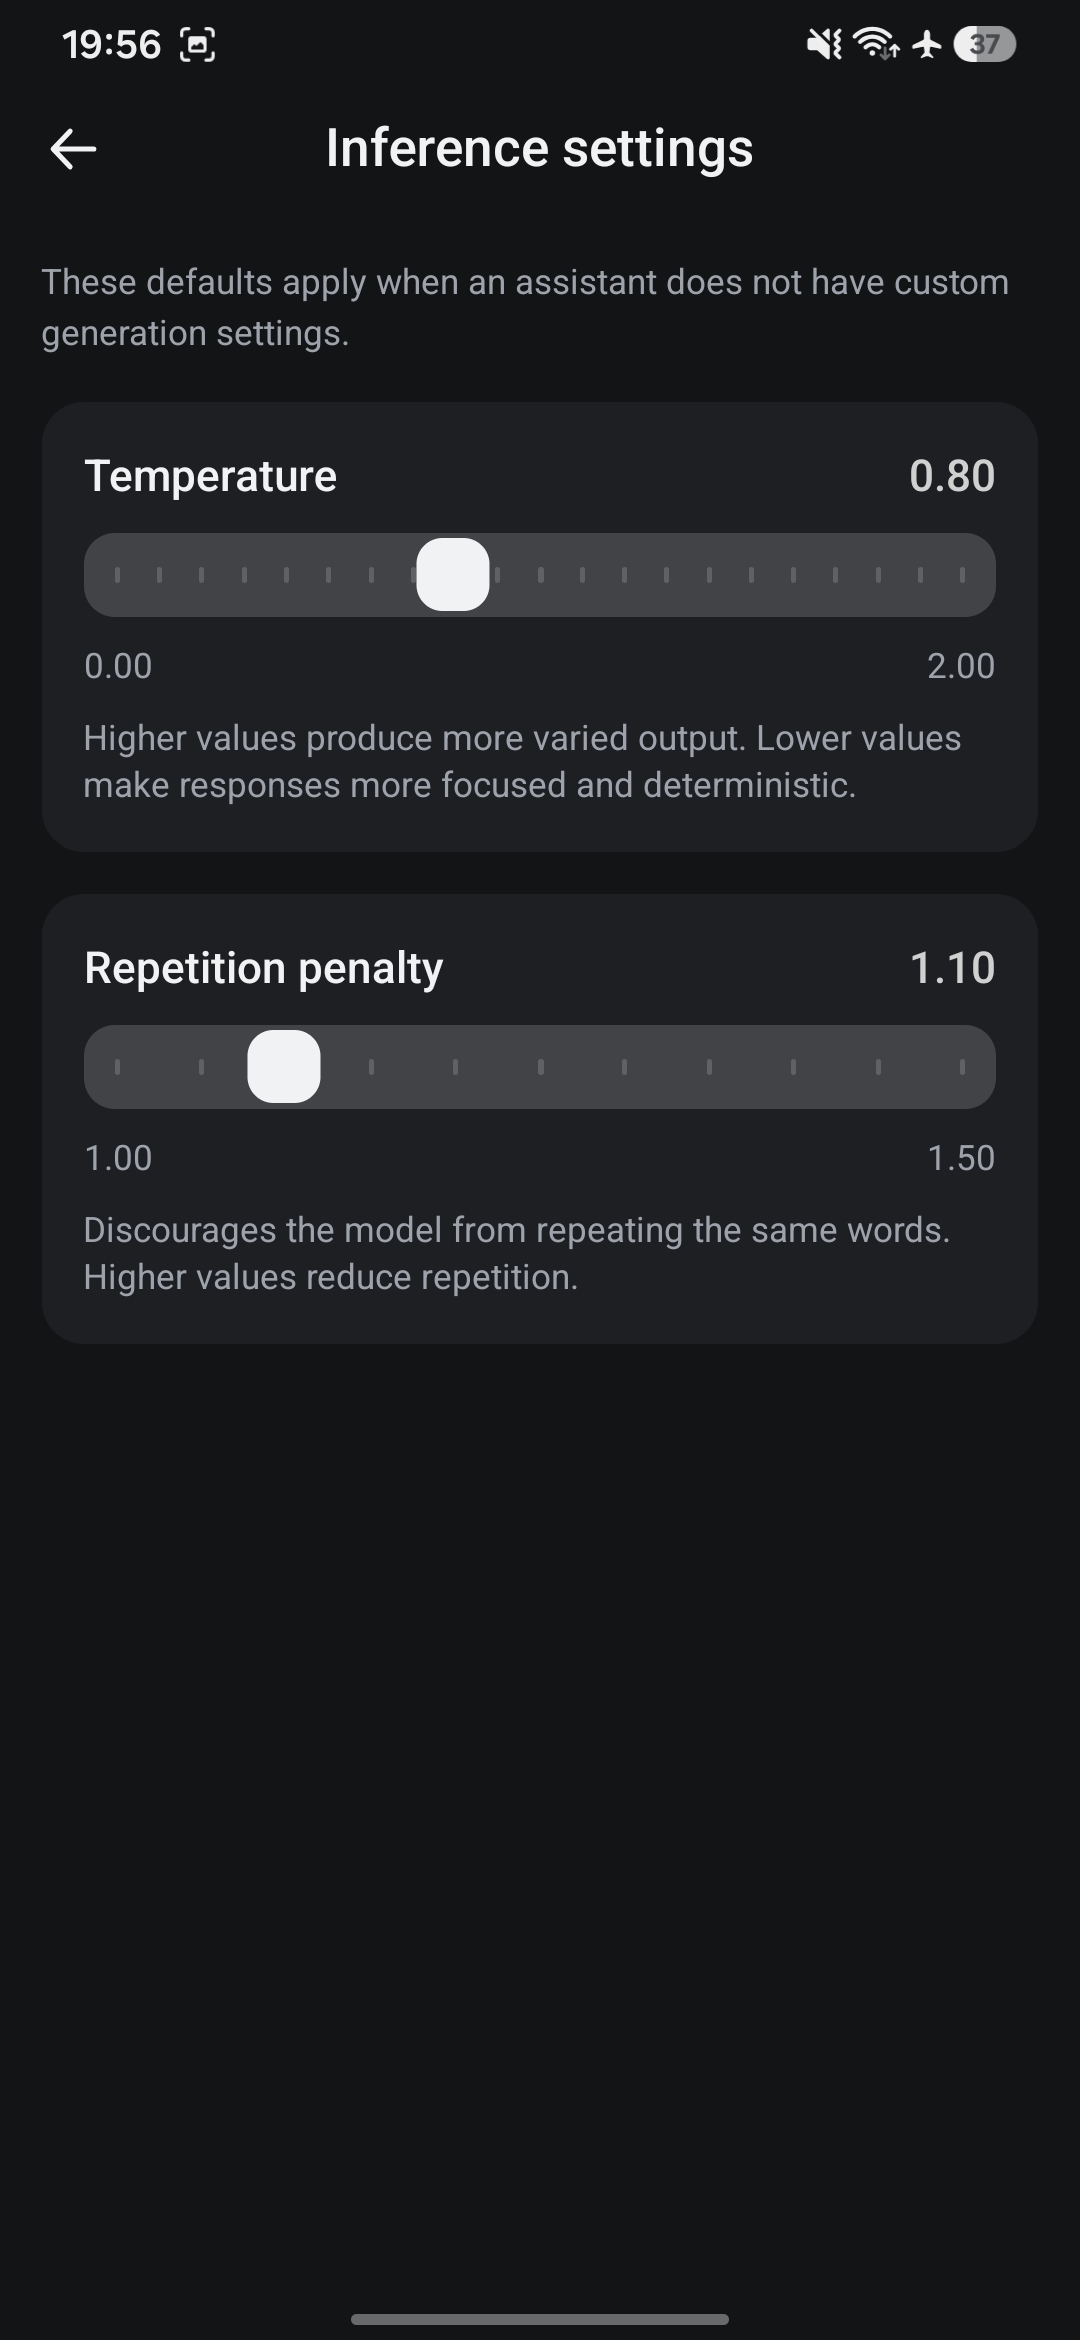 19:56
37
Inference settings
These defaults apply when an assistant does not have custom
generation settings.
Temperature
0.80
0.00
2.00
Higher values produce more varied output. Lower values
make responses more focused and deterministic.
Repetition penalty
1.10
1.00
1.50
Discourages the model from repeating the same words.
Higher values reduce repetition.